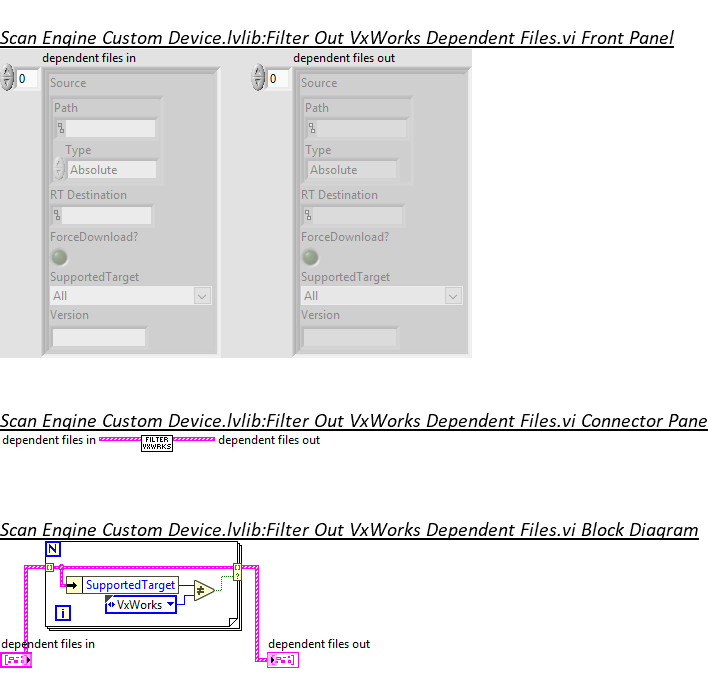 Scan Engine Custom Device.lvlib:Filter Out VxWorks Dependent Files.vi Front Panel
dependent files in dependent files out
0 0
Source Source
Path Path
Type Type
Absolute Absolute
RT Destination RT Destination
ForceDownload? ForceDownload?
SupportedTarget SupportedTarget
All All
Version Version
Scan Engine Custom Device.lvlib:Filter Out VxWorks Dependent Files.vi Connector Pane
dependent files in FILTER dependent files out
VXWRKS
Scan Engine Custom Device.lvlib:Filter Out VxWorks Dependent Files.vi Block Diagram
N
SupportedTarget
≠
?
VxWorks
i
dependent files in dependent files out